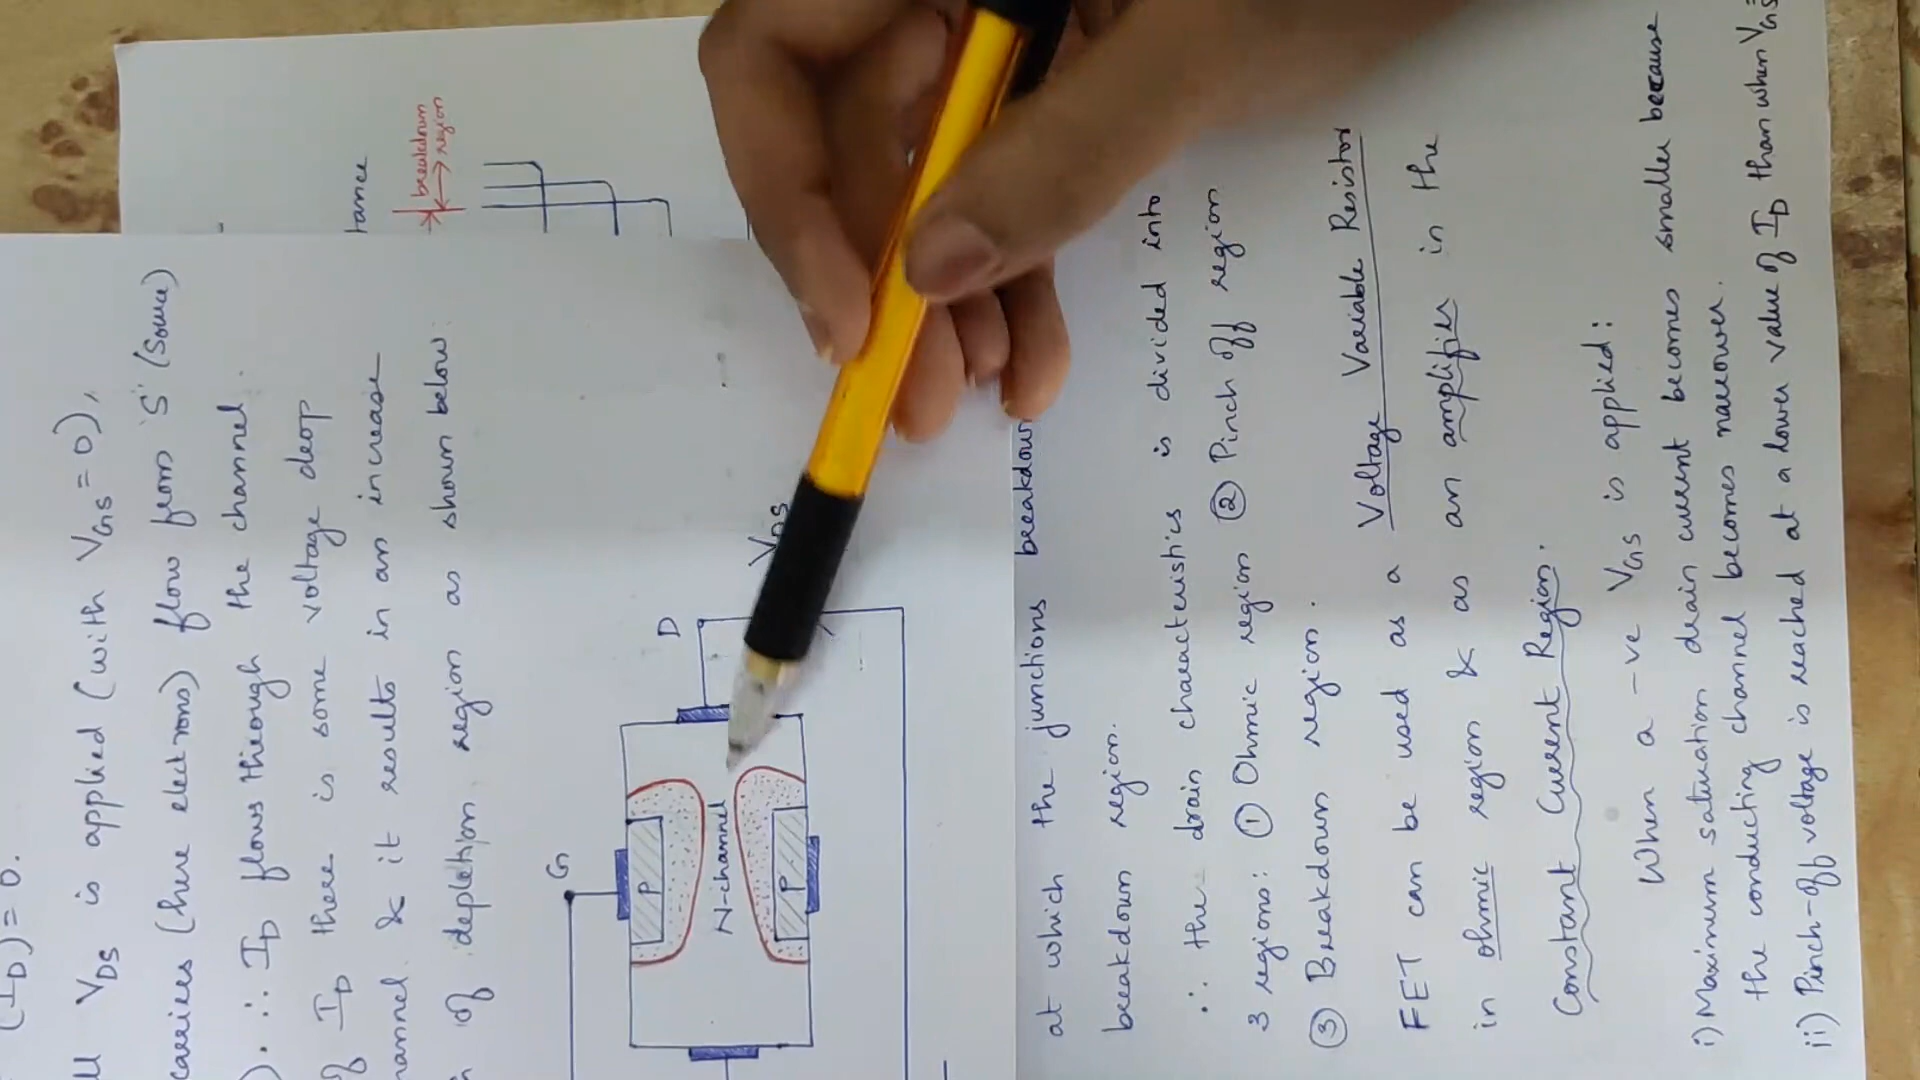 (I_D) = 0.
ll V_DS is applied (with V_GS = 0),
carriers (here electrons) flow from 'S' (source)
). ∴ I_D flows through the channel.
of I_D there is some voltage drop
hannel & it results in an increase
of depletion region as shown below:
G
D
P
N-channel
P
tance
breakdown
region
at which the junctions breakdown
breakdown region.
∴ the drain characteristics is divided into
3 regions: ① Ohmic region ② Pinch off region
③ Breakdown region.
FET can be used as a Voltage Variable Resistor
in ohmic region & as an amplifier in the
Constant Current Region.
When a -ve V_GS is applied:
i) Maximum saturation drain current becomes smaller because
the conducting channel becomes narrower.
ii) Pinch-off voltage is reached at a lower value of I_D than when V_GS =